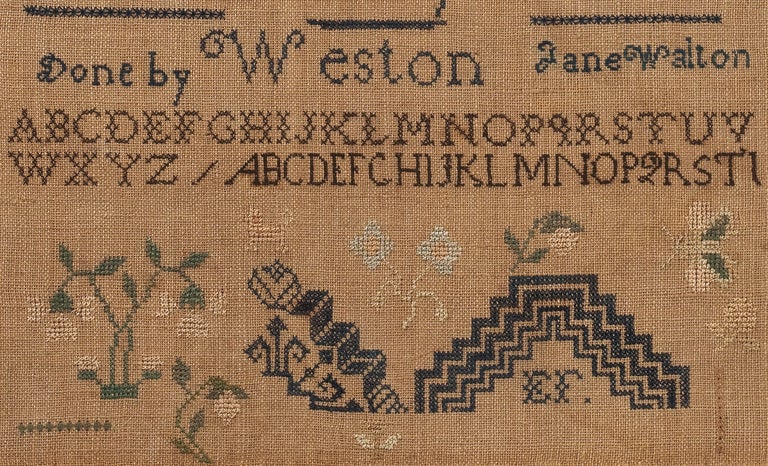 Done by Weston Jane Walton
ABCDEFGHIJKLMNOPQRSTUV
WXYZ / ABCDEFGHIJKLMNOPQRSTU
EF.